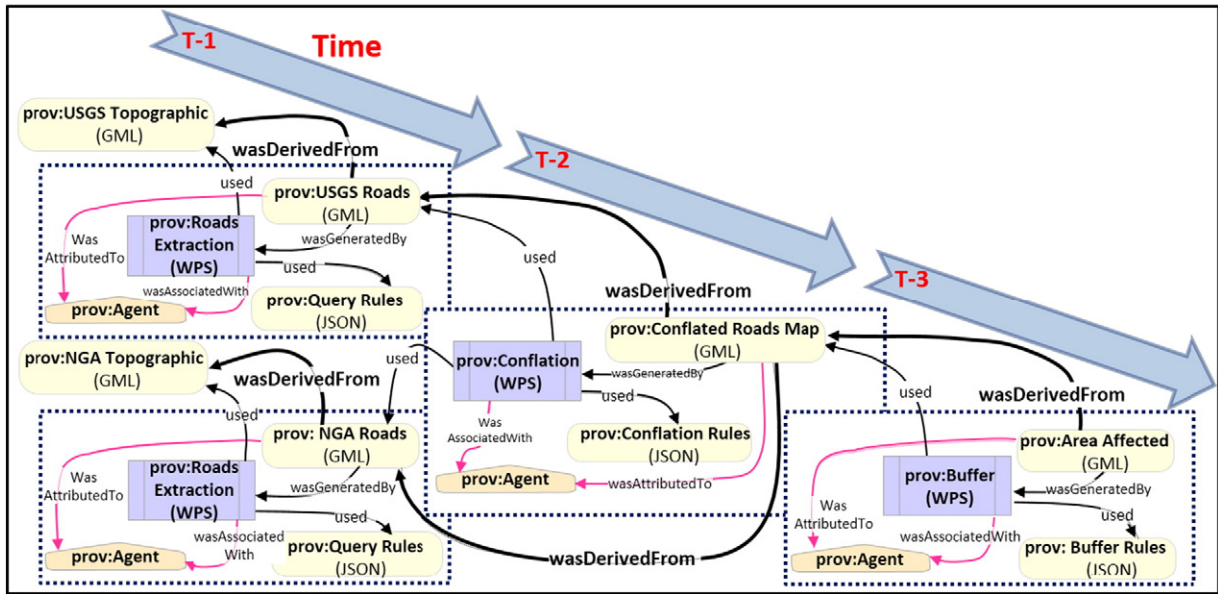 T-1
Time
T-2
T-3
prov:USGS Topographic
(GML)
wasDerivedFrom
used
prov:USGS Roads
(GML)
prov:Roads
Extraction
(WPS)
wasGeneratedBy
Was
AttributedTo
used
wasAssociatedWith
prov:Agent
prov:Query Rules
(JSON)
prov:NGA Topographic
(GML)
wasDerivedFrom
used
prov: NGA Roads
(GML)
prov:Roads
Extraction
(WPS)
wasGeneratedBy
Was
AttributedTo
used
wasAssociated
With
prov:Agent
prov:Query Rules
(JSON)
used
used
wasDerivedFrom
prov:Conflated Roads Map
(GML)
prov:Conflation
(WPS)
wasGeneratedBy
used
Was
AssociatedWith
prov:Conflation Rules
(JSON)
prov:Agent
wasAttributedTo
wasDerivedFrom
used
wasDerivedFrom
prov:Area Affected
(GML)
prov:Buffer
(WPS)
wasGeneratedBy
Was
AttributedTo
used
wasAssociatedWith
prov:Agent
prov: Buffer Rules
(JSON)